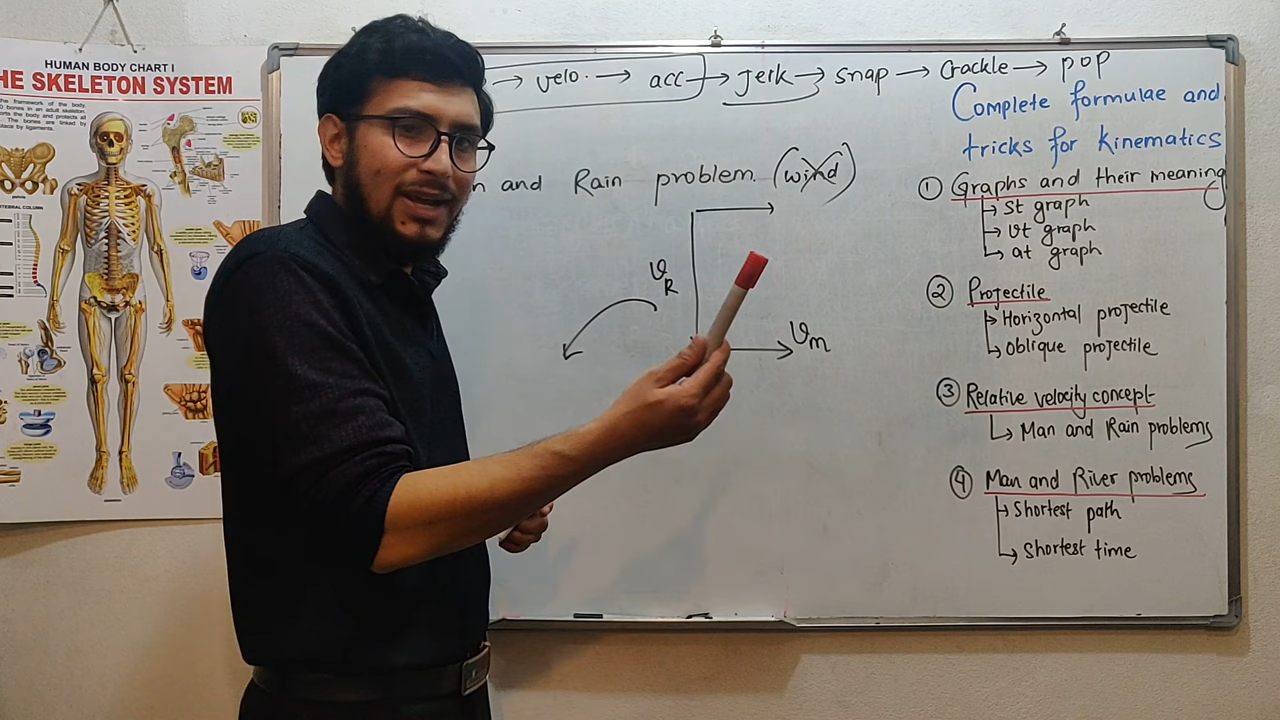 HUMAN BODY CHART I
HE SKELETON SYSTEM
→ velo. → acc → Jerk → snap → Crackle → pop
Complete formulae and
tricks for kinematics
n and Rain problem. (wind)
① Graphs and their meaning
st graph
vt graph
at graph
② Projectile
Horizontal projectile
oblique projectile
③ Relative velocity concept
Man and Rain problems
④ Man and River problems
Shortest path
Shortest time
v_R
v_m